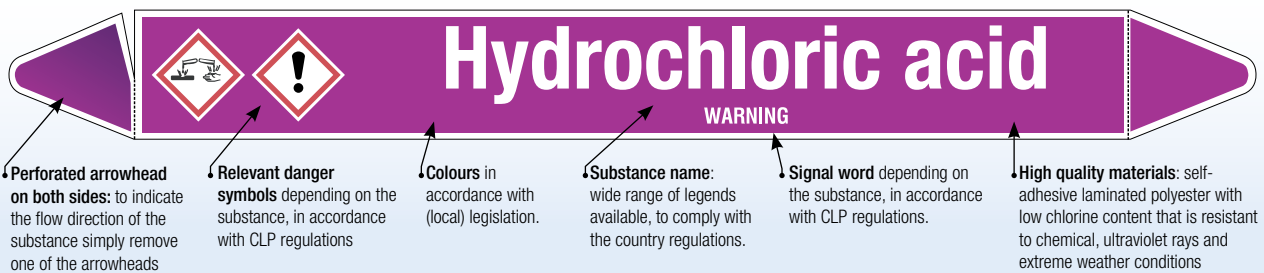 Hydrochloric acid
WARNING
Perforated arrowhead
on both sides: to indicate
the flow direction of the
substance simply remove
one of the arrowheads
Relevant danger
symbols depending on the
substance, in accordance
with CLP regulations
Colours in
accordance with
(local) legislation.
Substance name:
wide range of legends
available, to comply with
the country regulations.
Signal word depending on
the substance, in accordance
with CLP regulations.
High quality materials: self-
adhesive laminated polyester with
low chlorine content that is resistant
to chemical, ultraviolet rays and
extreme weather conditions